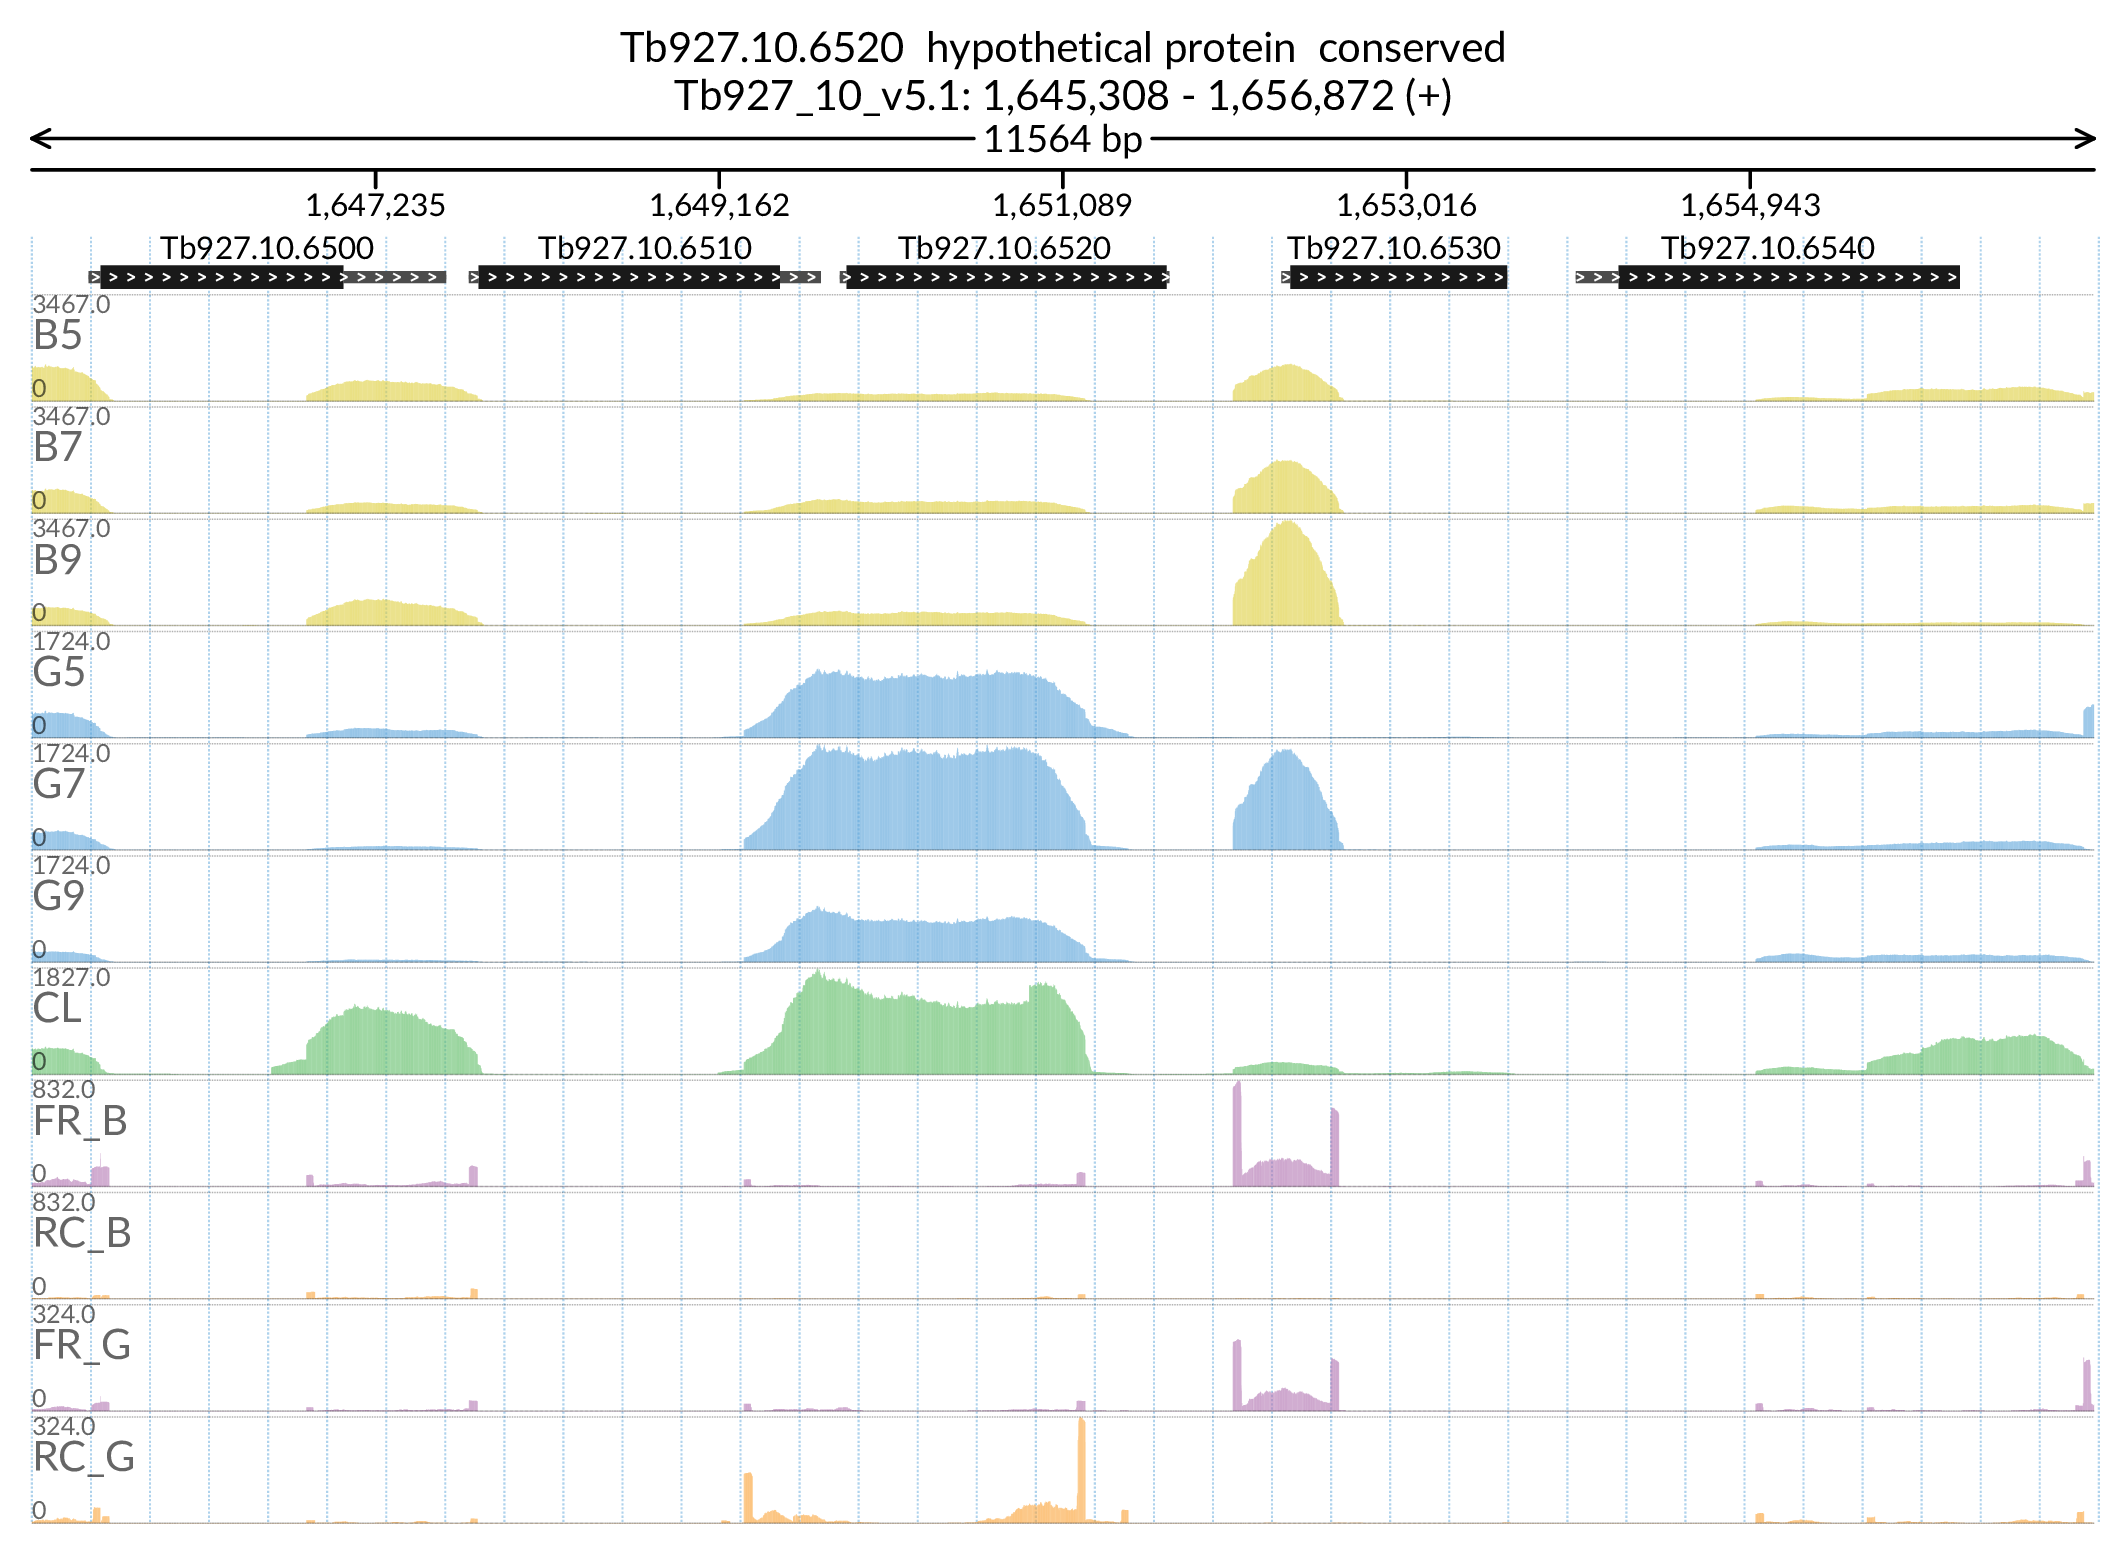 Tb927.10.6520 hypothetical protein conserved
Tb927_10_v5.1: 1,645,308 - 1,656,872 (+)
11564 bp
1,647,235 1,649,162 1,651,089 1,653,016 1,654,943
Tb927.10.6500 Tb927.10.6510 Tb927.10.6520 Tb927.10.6530 Tb927.10.6540
3467.0
B5
0
3467.0
B7
0
3467.0
B9
0
1724.0
G5
0
1724.0
G7
0
1724.0
G9
0
1827.0
CL
0
832.0
FR_B
0
832.0
RC_B
0
324.0
FR_G
0
324.0
RC_G
0